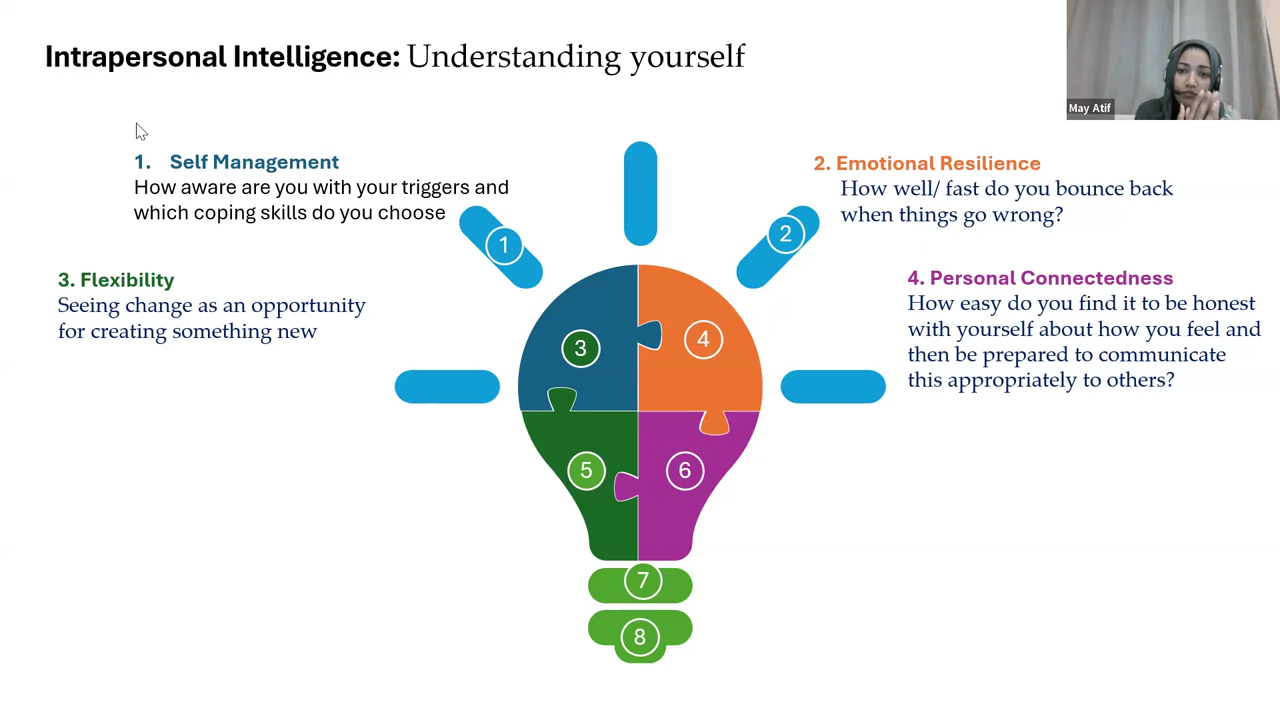 Intrapersonal Intelligence: Understanding yourself
May Atif
1. Self Management
How aware are you with your triggers and
which coping skills do you choose
2. Emotional Resilience
How well/ fast do you bounce back
when things go wrong?
3. Flexibility
Seeing change as an opportunity
for creating something new
4. Personal Connectedness
How easy do you find it to be honest
with yourself about how you feel and
then be prepared to communicate
this appropriately to others?
1
2
3
4
5
6
7
8